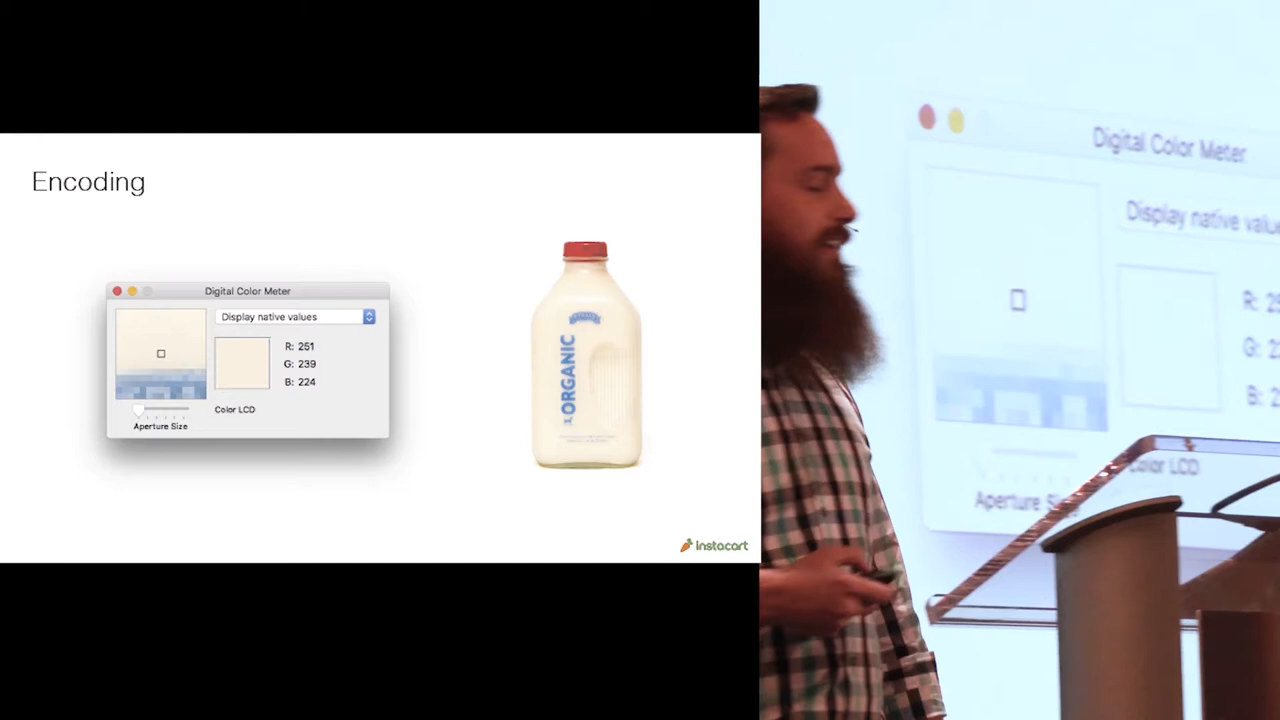 Encoding
Digital Color Meter
Display native values
R: 251
G: 239
B: 224
Color LCD
Aperture Size
ORGANIC
instacart
Digital Color Meter
Display native
R:
G:
B:
Color LCD
Aperture